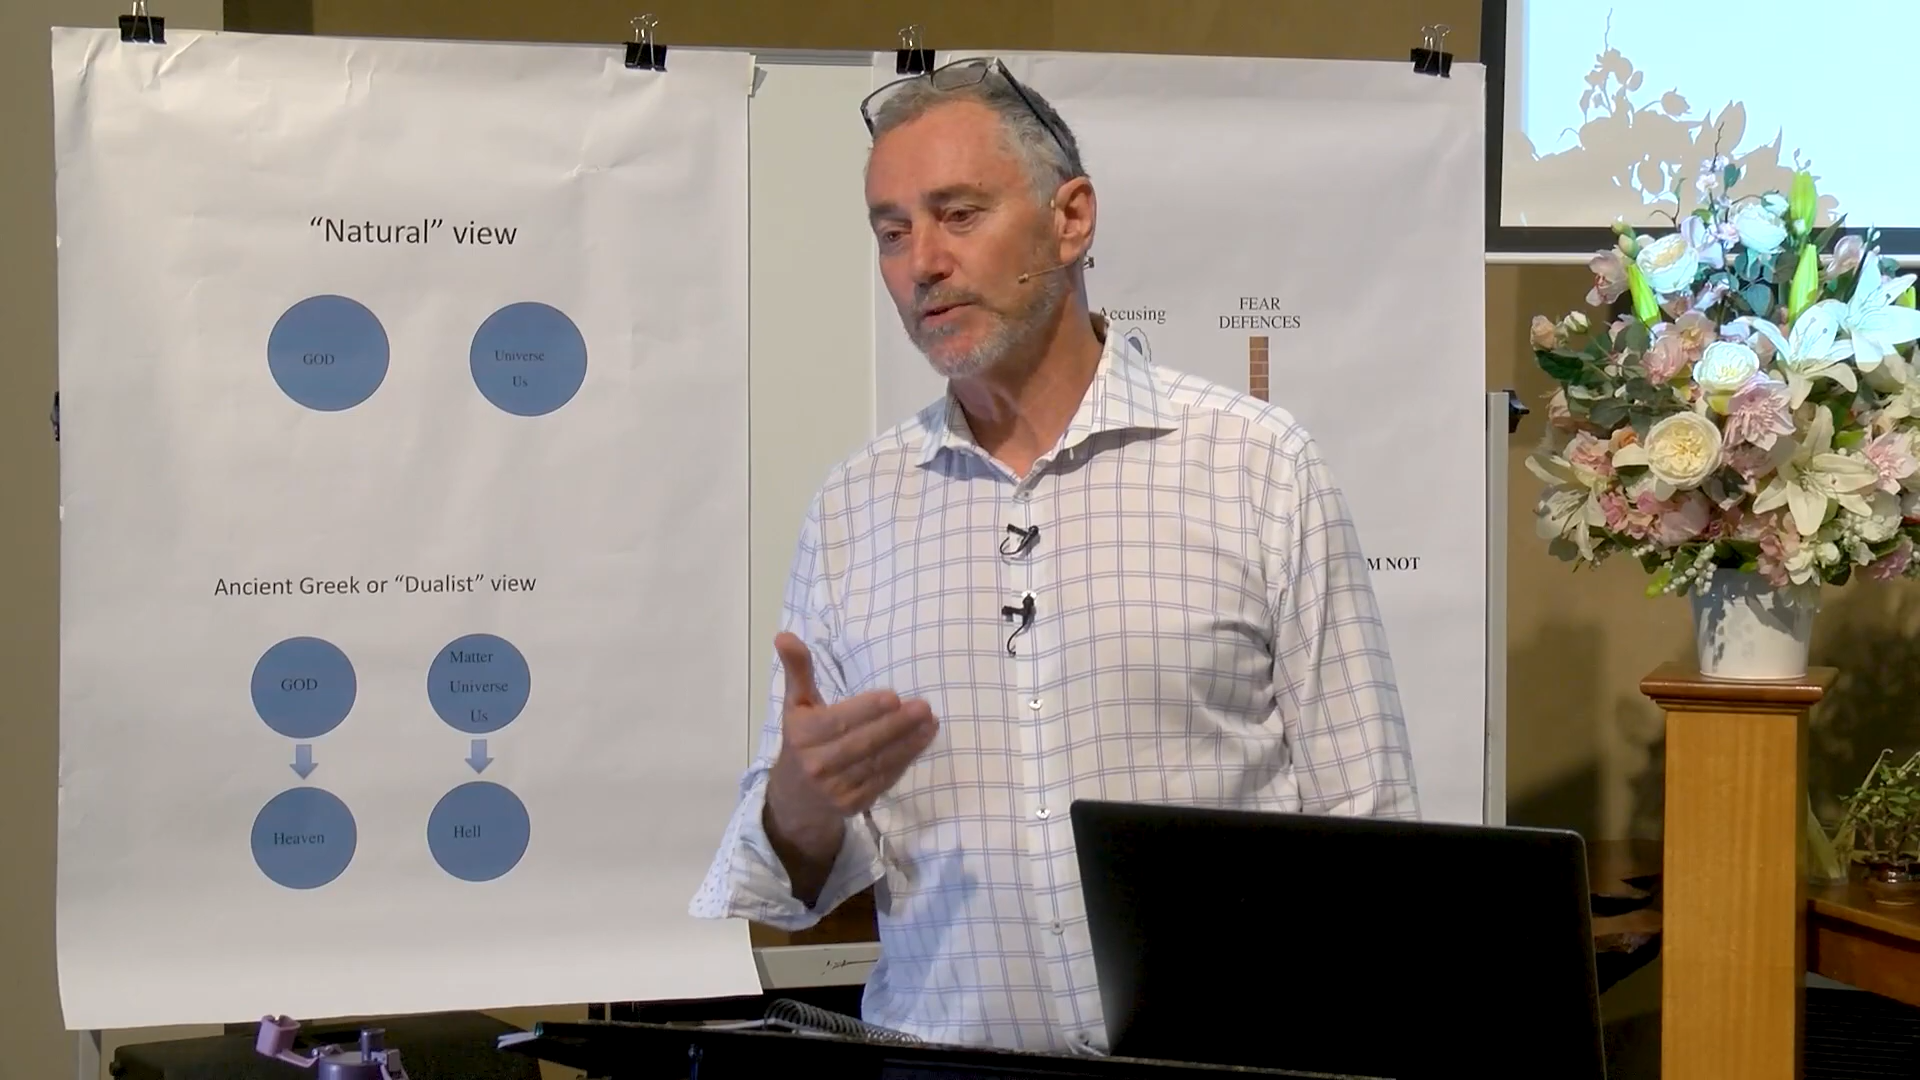 “Natural” view
GOD
Universe
Us
Ancient Greek or “Dualist” view
GOD
Matter
Universe
Us
Heaven
Hell
Accusing
FEAR
DEFENCES
M NOT